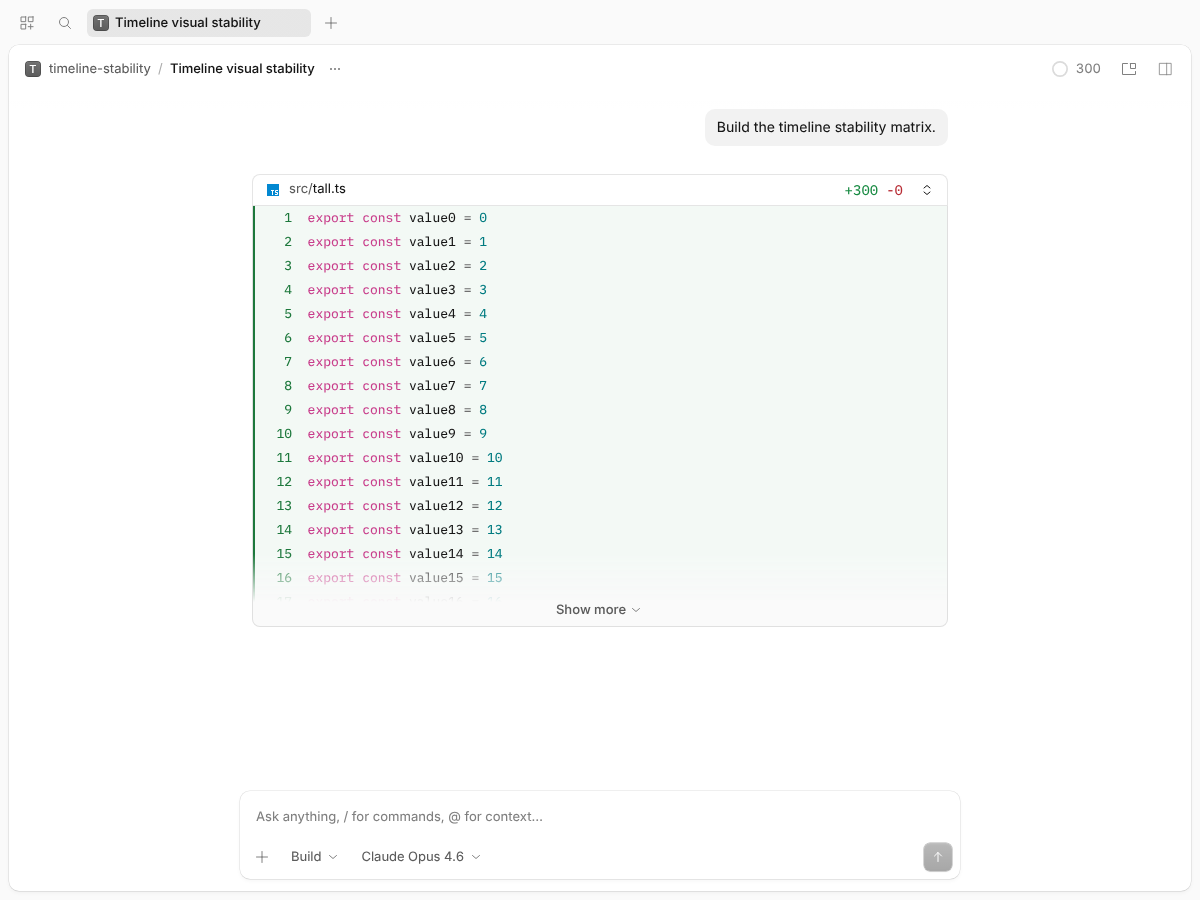 T Timeline visual stability
T timeline-stability / Timeline visual stability ... 300
Build the timeline stability matrix.
TS src/tall.ts +300 -0
1 export const value0 = 0
2 export const value1 = 1
3 export const value2 = 2
4 export const value3 = 3
5 export const value4 = 4
6 export const value5 = 5
7 export const value6 = 6
8 export const value7 = 7
9 export const value8 = 8
10 export const value9 = 9
11 export const value10 = 10
12 export const value11 = 11
13 export const value12 = 12
14 export const value13 = 13
15 export const value14 = 14
16 export const value15 = 15
Show more
Ask anything, / for commands, @ for context...
Build Claude Opus 4.6